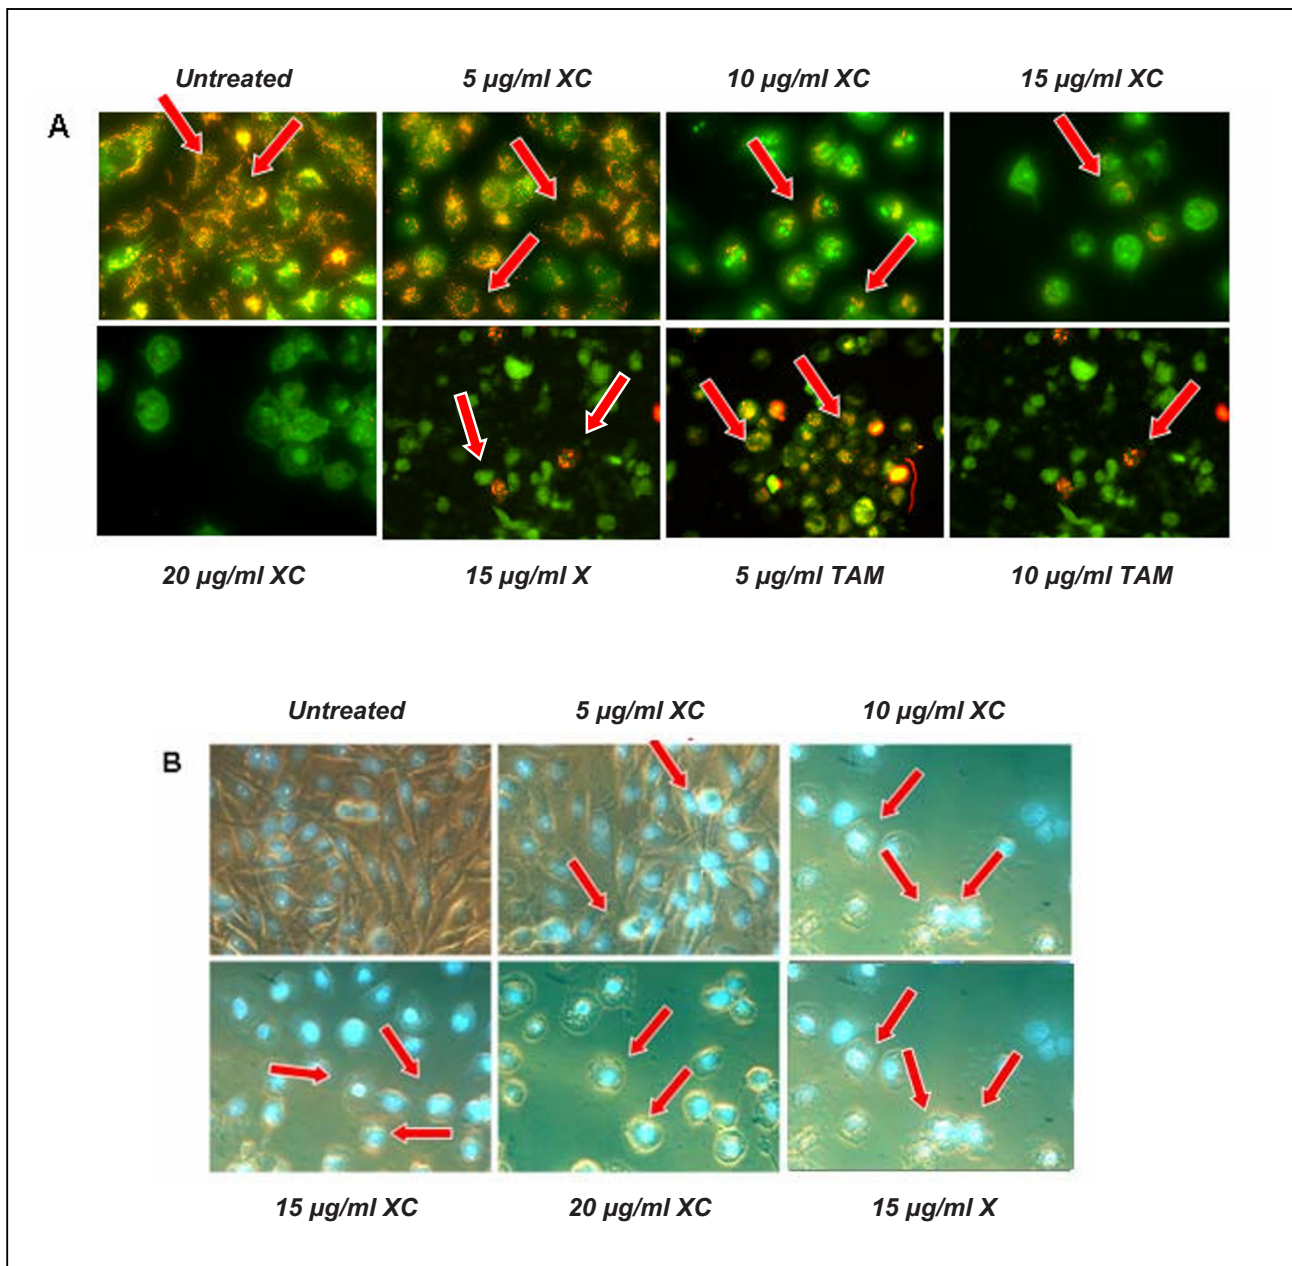 Untreated 5 µg/ml XC 10 µg/ml XC 15 µg/ml XC
A
20 µg/ml XC 15 µg/ml X 5 µg/ml TAM 10 µg/ml TAM
Untreated 5 µg/ml XC 10 µg/ml XC
B
15 µg/ml XC 20 µg/ml XC 15 µg/ml X